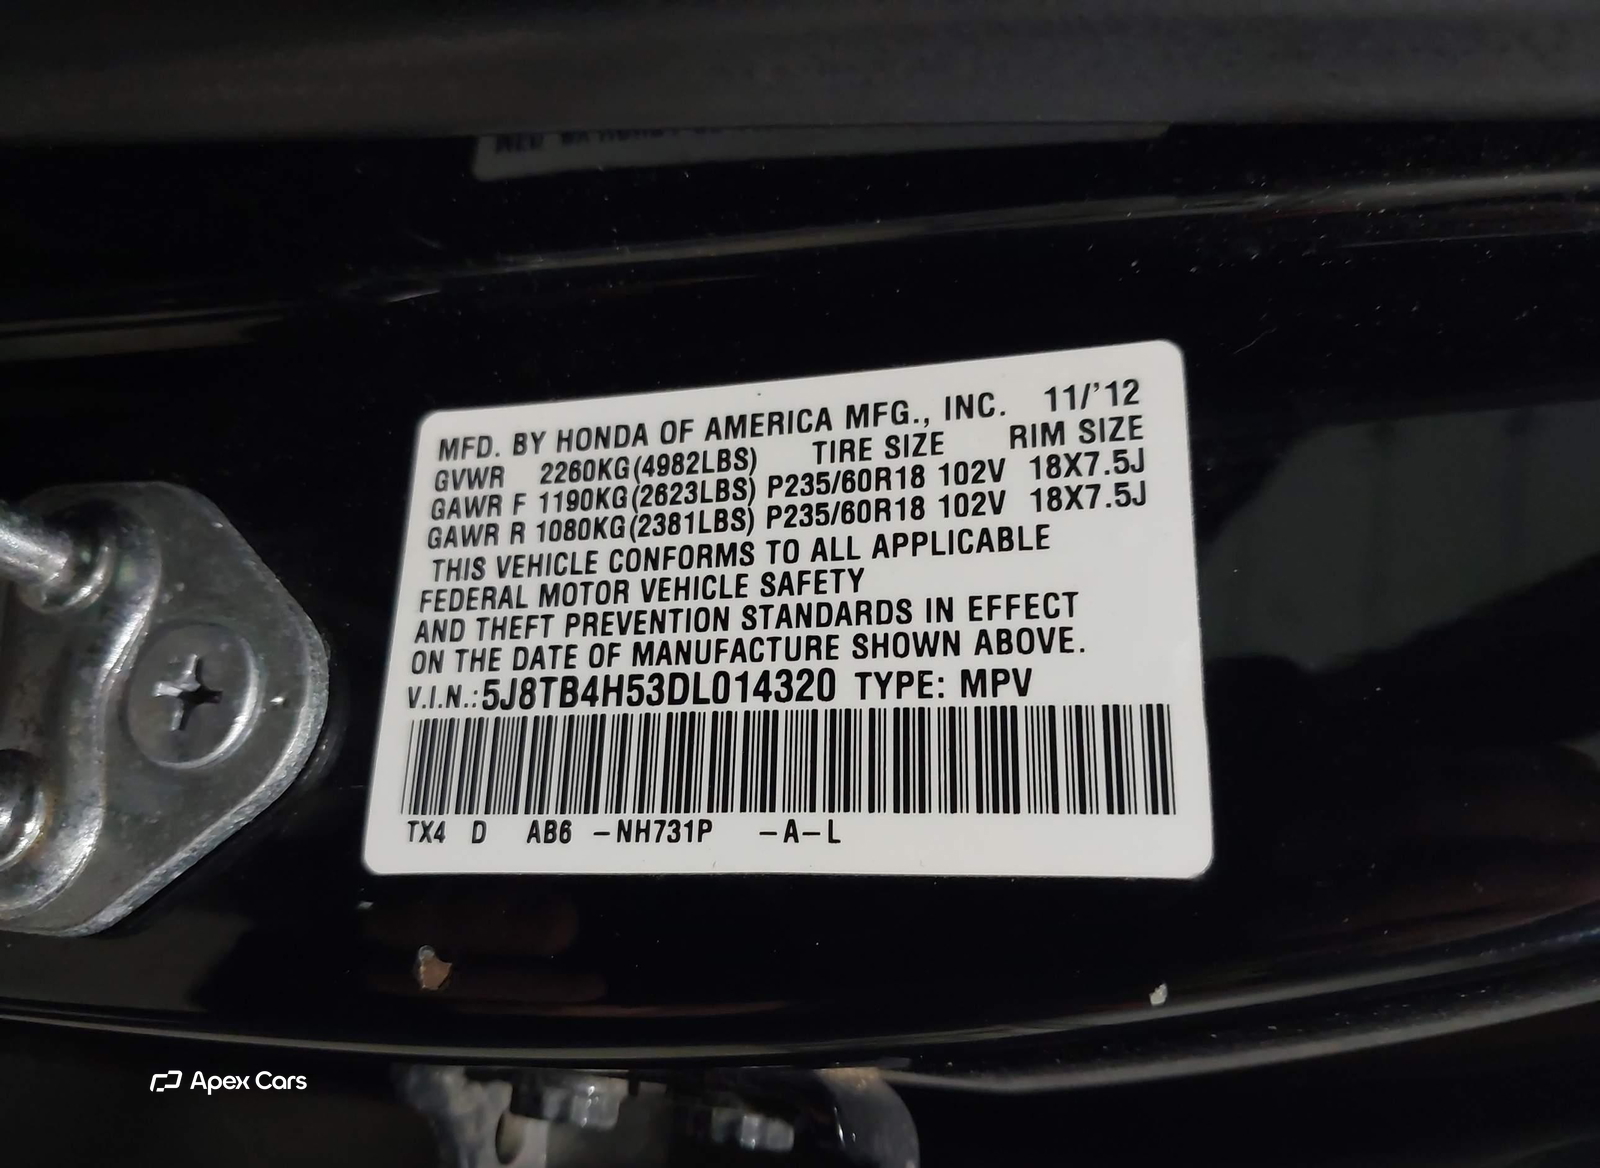 MFD. BY HONDA OF AMERICA MFG., INC. 11/'12
GVWR 2260KG(4982LBS) TIRE SIZE RIM SIZE
GAWR F 1190KG(2623LBS) P235/60R18 102V 18X7.5J
GAWR R 1080KG(2381LBS) P235/60R18 102V 18X7.5J
THIS VEHICLE CONFORMS TO ALL APPLICABLE
FEDERAL MOTOR VEHICLE SAFETY
AND THEFT PREVENTION STANDARDS IN EFFECT
ON THE DATE OF MANUFACTURE SHOWN ABOVE.
V.I.N.:5J8TB4H53DL014320 TYPE: MPV
TX4 D AB6 -NH731P -A-L
Apex Cars